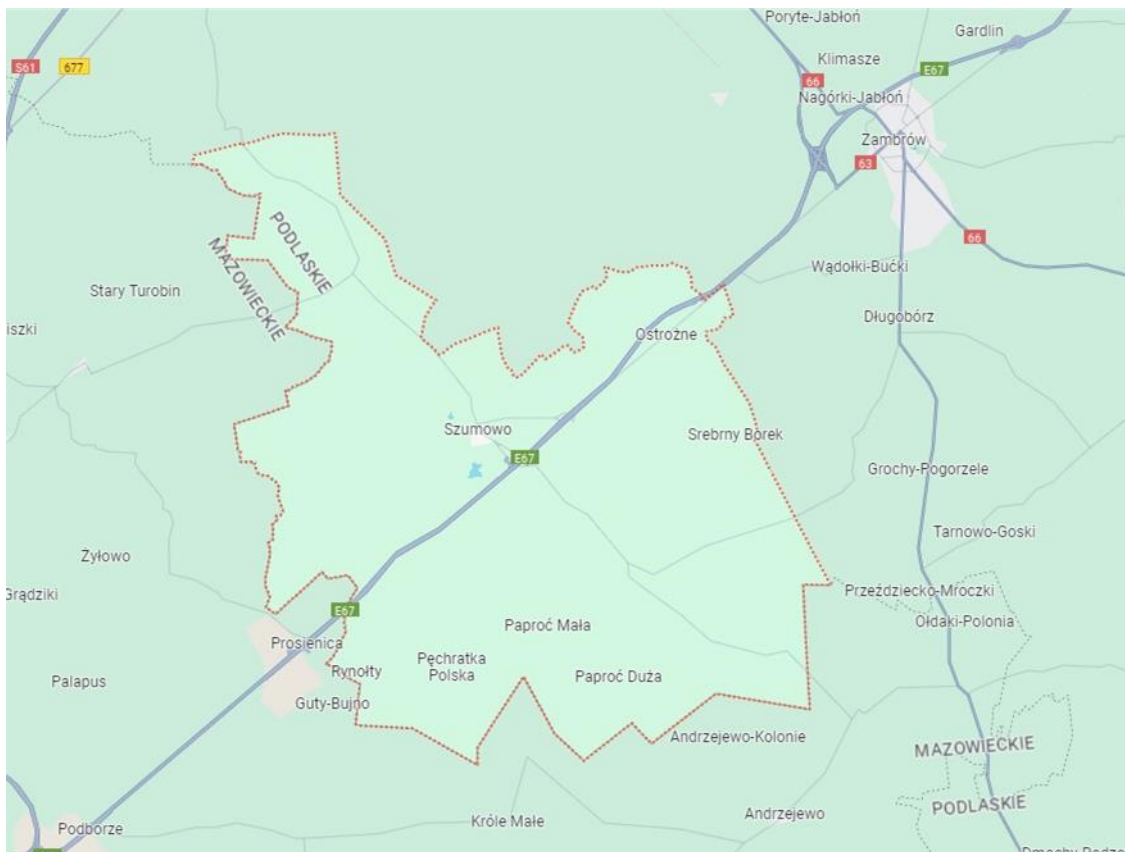 Poryte-Jabłoń
Gardlin
S61
677
Klimasze
E67
66
Nagórki-Jabłoń
Zambrów
63
PODLASKIE
MAZOWIECKIE
66
Wądołki-Bućki
Stary Turobin
Długobórz
iszki
Ostrożne
Szumowo
Srebrny Borek
E67
Grochy-Pogorzele
Tarnowo-Goski
Żyłowo
Grądziki
Przeździecko-Mroczki
E67
Ołdaki-Polonia
Paproć Mała
Prosienica
Pęchratka
Polska
Rynołty
Paproć Duża
Palapus
Guty-Bujno
Andrzejewo-Kolonie
MAZOWIECKIE
PODLASKIE
Andrzejewo
Króle Małe
Podborze